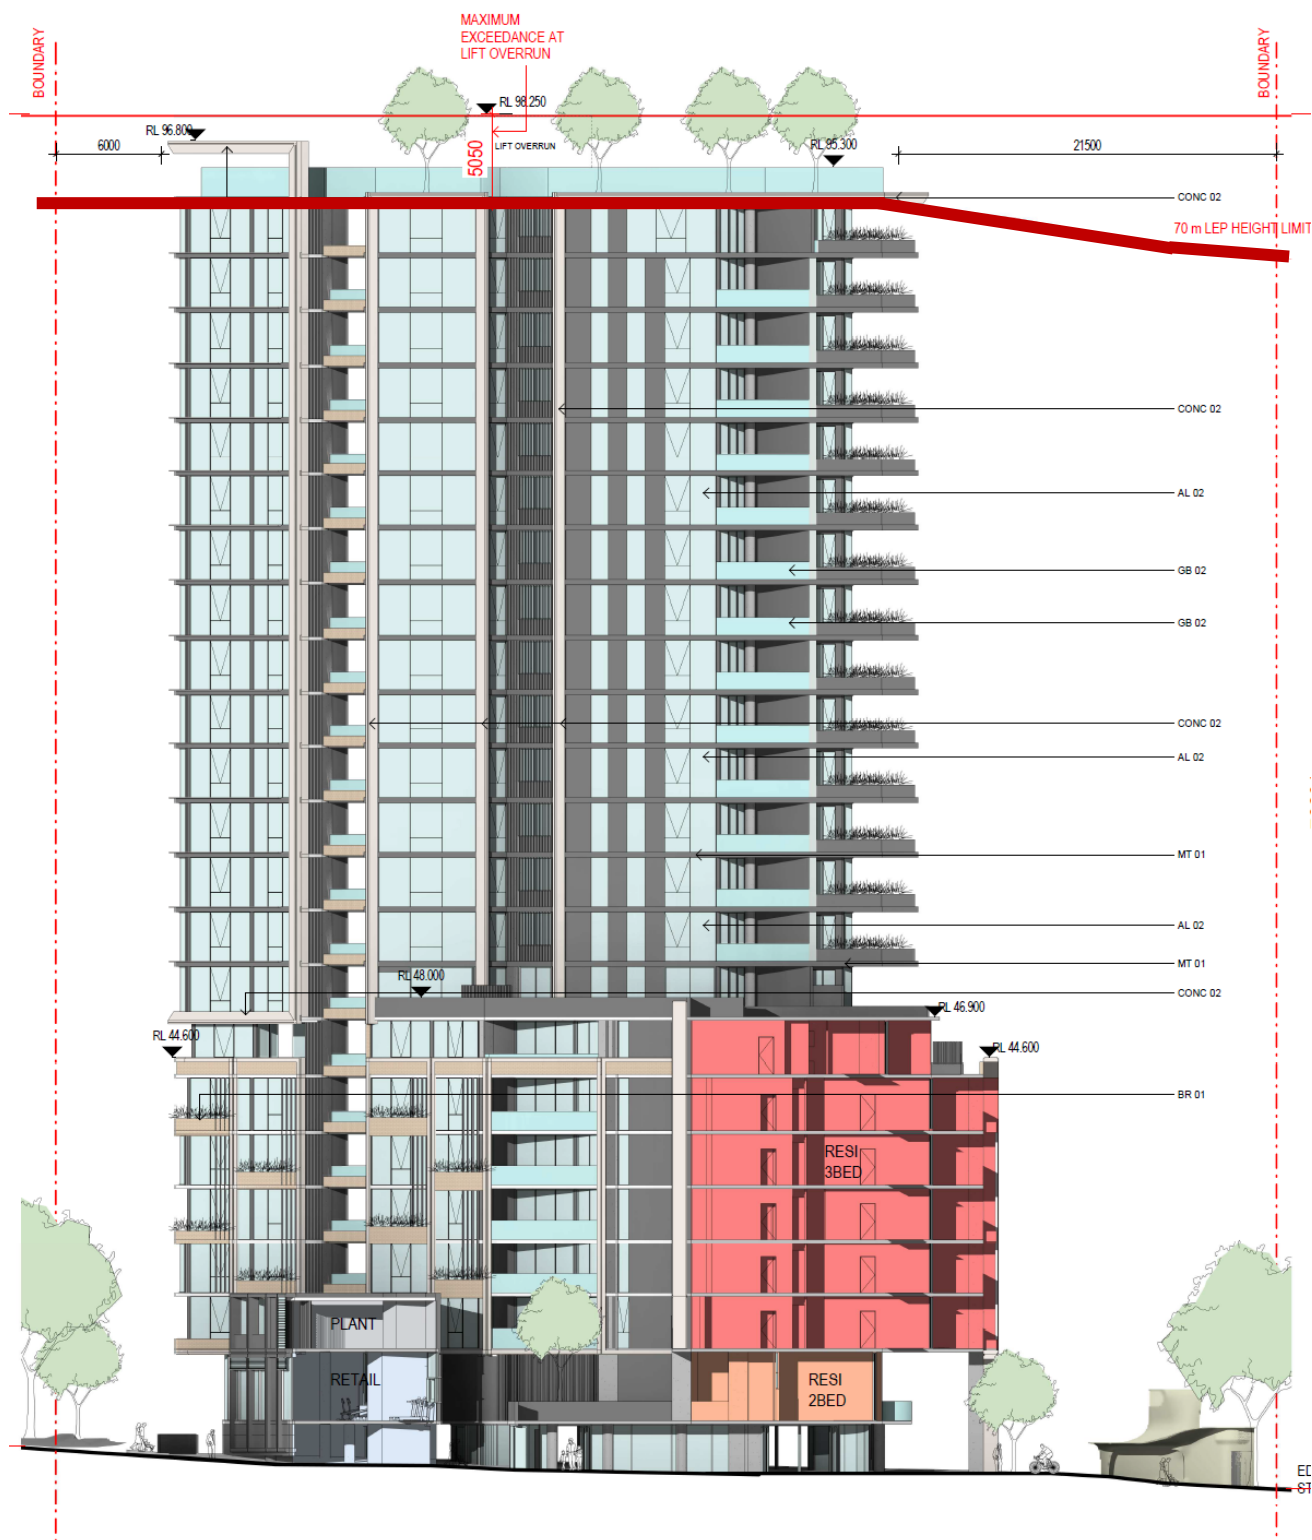 MAXIMUM
EXCEEDANCE AT
LIFT OVERRUN
BOUNDARY
BOUNDARY
RL 98.250
RL 96.800
6000
5050
LIFT OVERRUN
RL 95.300
21500
CONC 02
70 m LEP HEIGHT LIMIT
CONC 02
AL 02
GB 02
GB 02
CONC 02
AL 02
MT 01
AL 02
MT 01
RL 48.000
CONC 02
RL 46.900
RL 44.600
RL 44.600
BR 01
RESI
3BED
PLANT
RETAIL
RESI
2BED